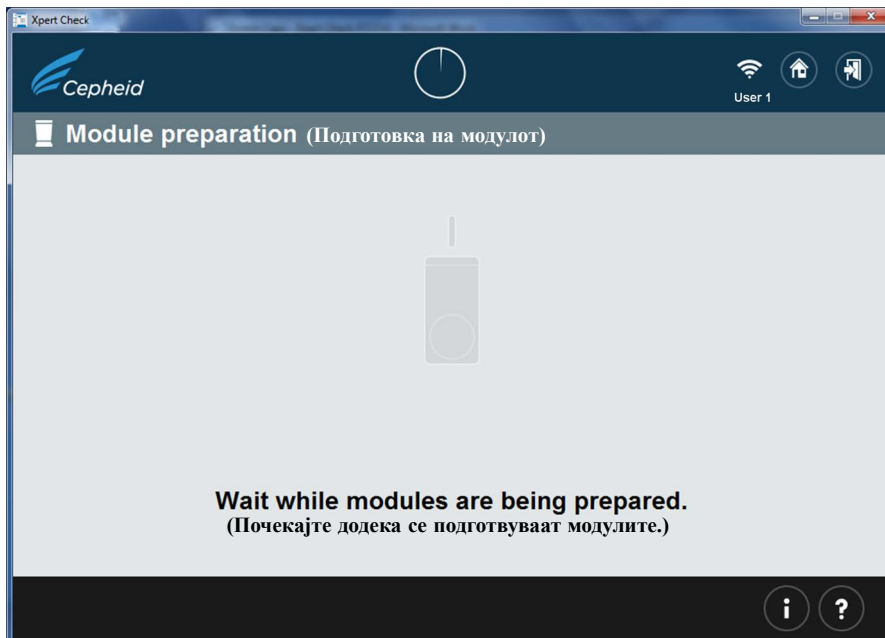 Xpert Check
Cepheid
User 1
Module preparation (Подготовка на модулот)
Wait while modules are being prepared.
(Почекајте додека се подготвуваат модулите.)
i ?